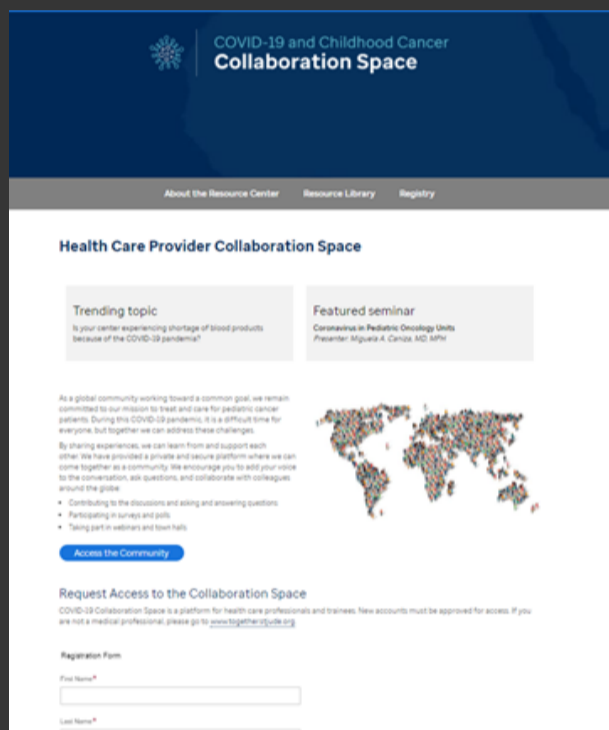 COVID-19 and Childhood Cancer
Collaboration Space
About the Resource Center Resource Library Registry
Health Care Provider Collaboration Space
Trending topic
Is your center experiencing shortage of blood products
because of the COVID-19 pandemia?
Featured seminar
Coronavirus in Pediatric Oncology Units
Presenter: Miguela A. Caniza, MD, MPH
As a global community working toward a common goal, we remain
committed to our mission to treat and care for pediatric cancer
patients. During this COVID-19 pandemic, it is a difficult time for
everyone, but together we can address these challenges.
By sharing experiences, we can learn from and support each
other. We have provided a private and secure platform where we can
come together as a community. We encourage you to add your voice
to the conversation, ask questions, and collaborate with colleagues
around the globe:
• Contributing to the discussions and asking and answering questions
• Participating in surveys and polls
• Taking part in webinars and town halls
Access the Community
Request Access to the Collaboration Space
COVID-19 Collaboration Space is a platform for health care professionals and trainees. New accounts must be approved for access. If you
are not a medical professional, please go to www.together.stjude.org
Registration Form
First Name*
Last Name*